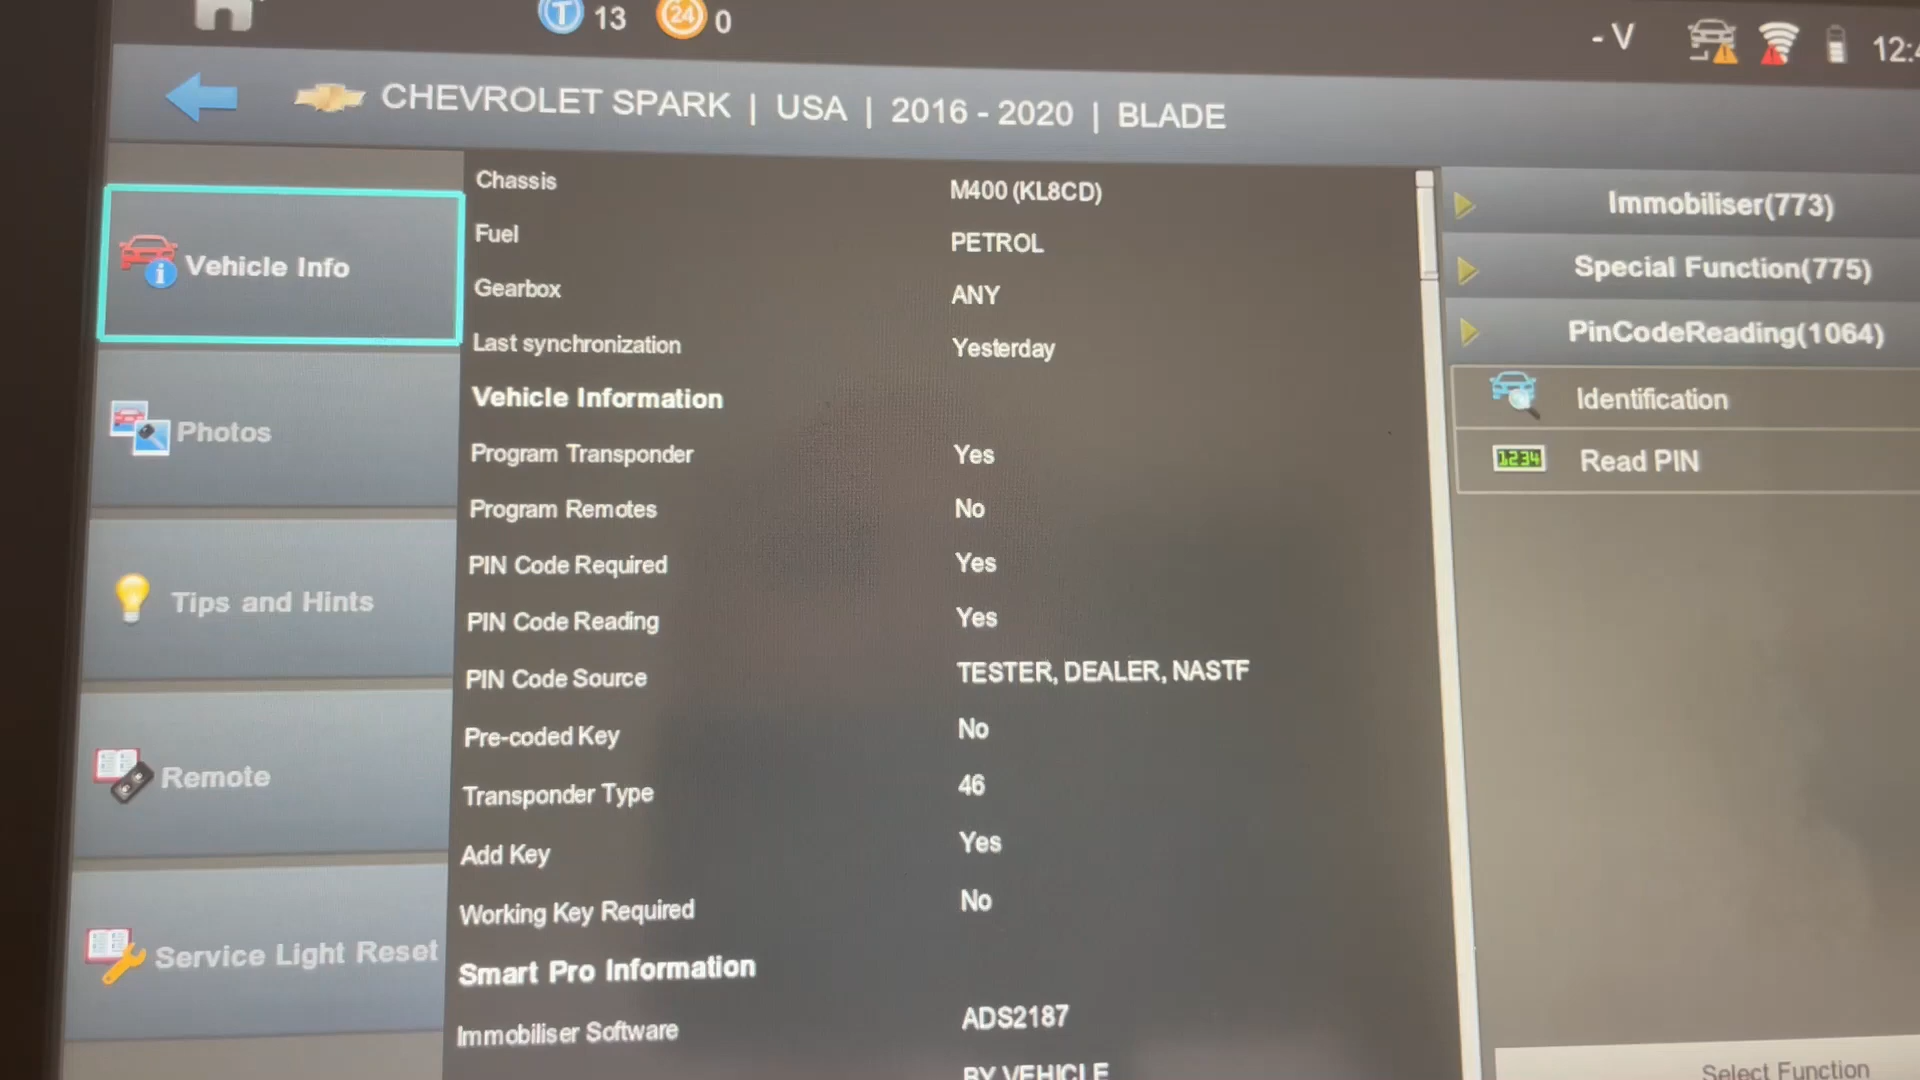 T 13 24 0
- V
12:
CHEVROLET SPARK | USA | 2016 - 2020 | BLADE
Vehicle Info
Photos
Tips and Hints
Remote
Service Light Reset
Chassis M400 (KL8CD)
Fuel PETROL
Gearbox ANY
Last synchronization Yesterday
Vehicle Information
Program Transponder Yes
Program Remotes No
PIN Code Required Yes
PIN Code Reading Yes
PIN Code Source TESTER, DEALER, NASTF
Pre-coded Key No
Transponder Type 46
Add Key Yes
Working Key Required No
Smart Pro Information
Immobiliser Software ADS2187
BY VEHICLE
Immobiliser(773)
Special Function(775)
PinCodeReading(1064)
Identification
1234 Read PIN
Select Function